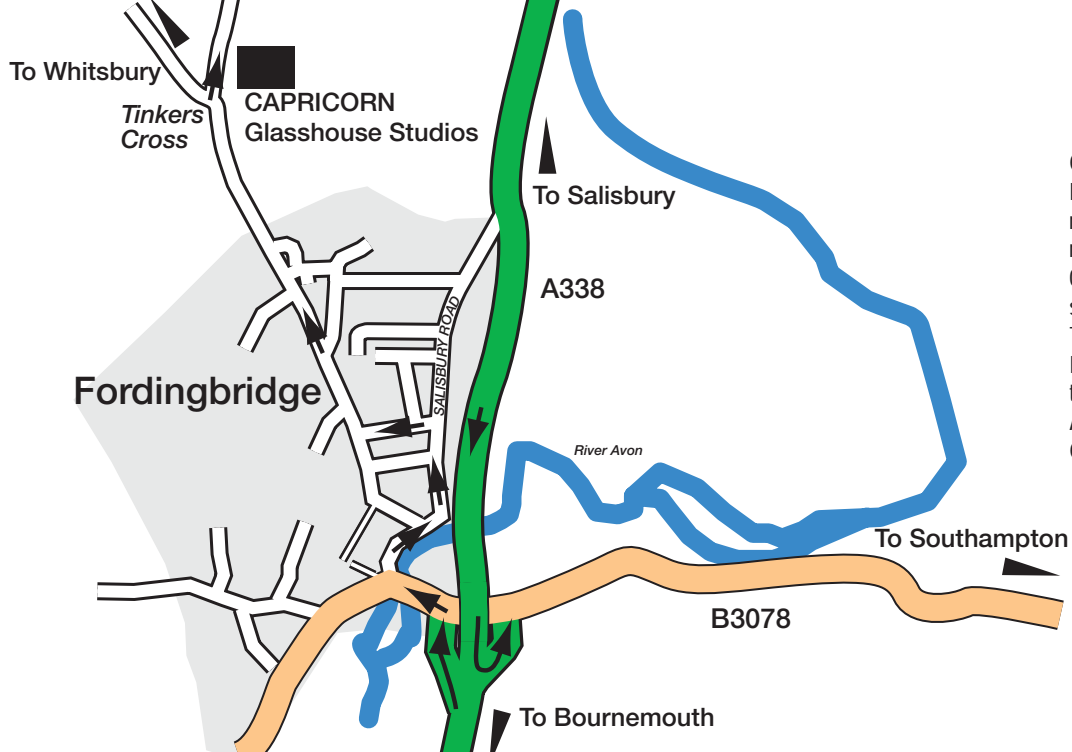 To Whitsbury
CAPRICORN
Glasshouse Studios
Tinkers
Cross
To Salisbury
A338
SALISBURY ROAD
Fordingbridge
River Avon
To Southampton
B3078
To Bournemouth